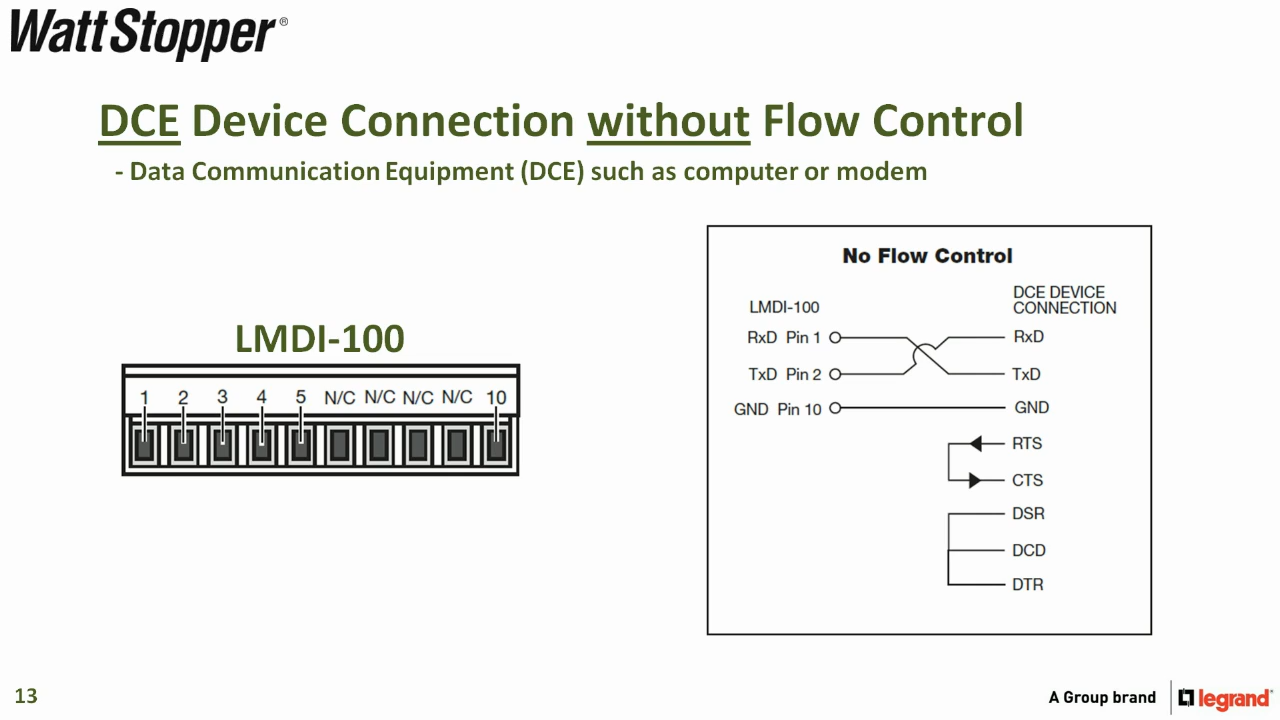 WattStopper®
DCE Device Connection without Flow Control
- Data Communication Equipment (DCE) such as computer or modem
LMDI-100
1 2 3 4 5 N/C N/C N/C N/C 10
No Flow Control
LMDI-100
DCE DEVICE
CONNECTION
RxD Pin 1
RxD
TxD Pin 2
TxD
GND Pin 10
GND
RTS
CTS
DSR
DCD
DTR
13
A Group brand
legrand®